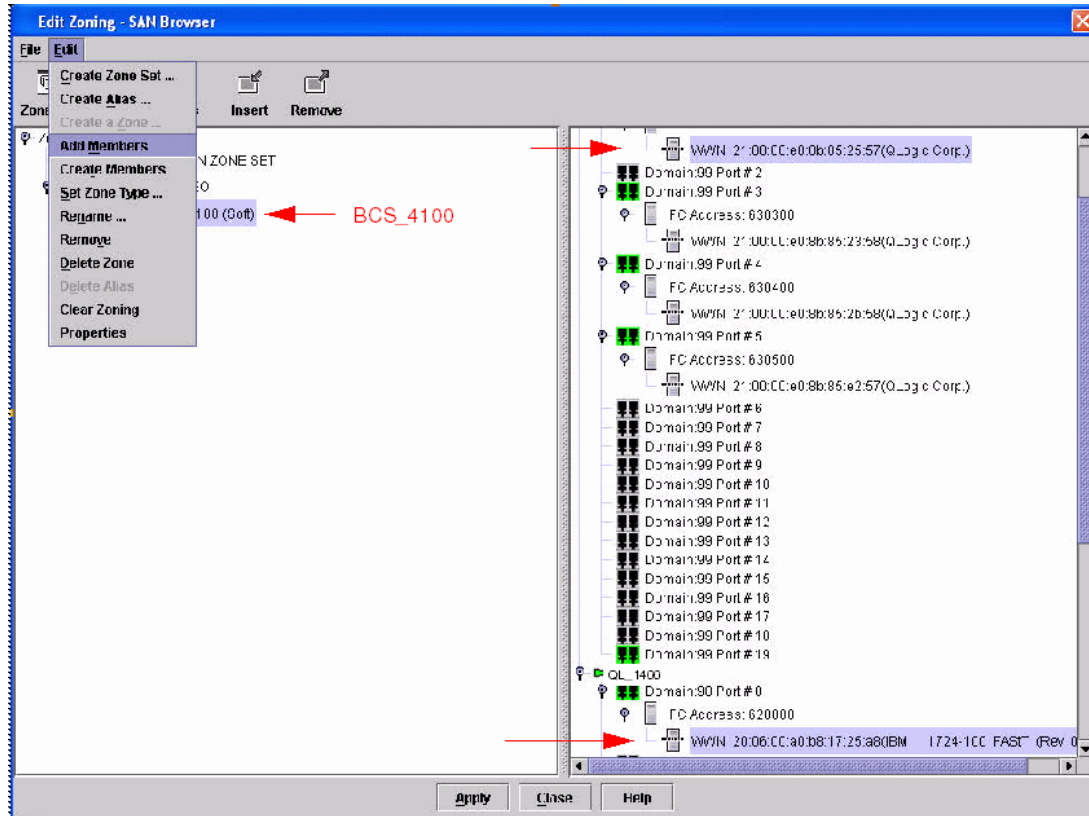 Edit Zoning - SAN Browser
File Edit
Create Zone Set ...
Create Alias ...
Create a Zone ...
Add Members
Create Members
Set Zone Type ...
Rename ...
Remove
Delete Zone
Delete Alias
Clear Zoning
Properties
Zone
Insert Remove
N ZONE SET
EO
100 (Soft)
BCS_4100
WWN 21:00:00:e0:0b:05:25:57(QLogic Corp.)
Domain:99 Port # 2
Domain:99 Port # 3
FC Address: 630300
WWN 21:00:00:e0:8b:85:23:58(QLogic Corp.)
Domain:99 Port # 4
FC Address: 630400
WWN 21:00:00:e0:8b:85:2b:58(QLogic Corp.)
Domain:99 Port # 5
FC Address: 630500
WWN 21:00:00:e0:8b:85:e2:57(QLogic Corp.)
Domain:99 Port # 6
Domain:99 Port # 7
Domain:99 Port # 8
Domain:99 Port # 9
Domain:99 Port # 10
Domain:99 Port # 11
Domain:99 Port # 12
Domain:99 Port # 13
Domain:99 Port # 14
Domain:99 Port # 15
Domain:99 Port # 16
Domain:99 Port # 17
Domain:99 Port # 10
Domain:99 Port # 19
QL_1400
Domain:90 Port # 0
FC Address: 620000
WWN 20:06:00:a0:b8:17:25:a8(IBM 1724-100 FAStT (Rev 0
Apply Close Help